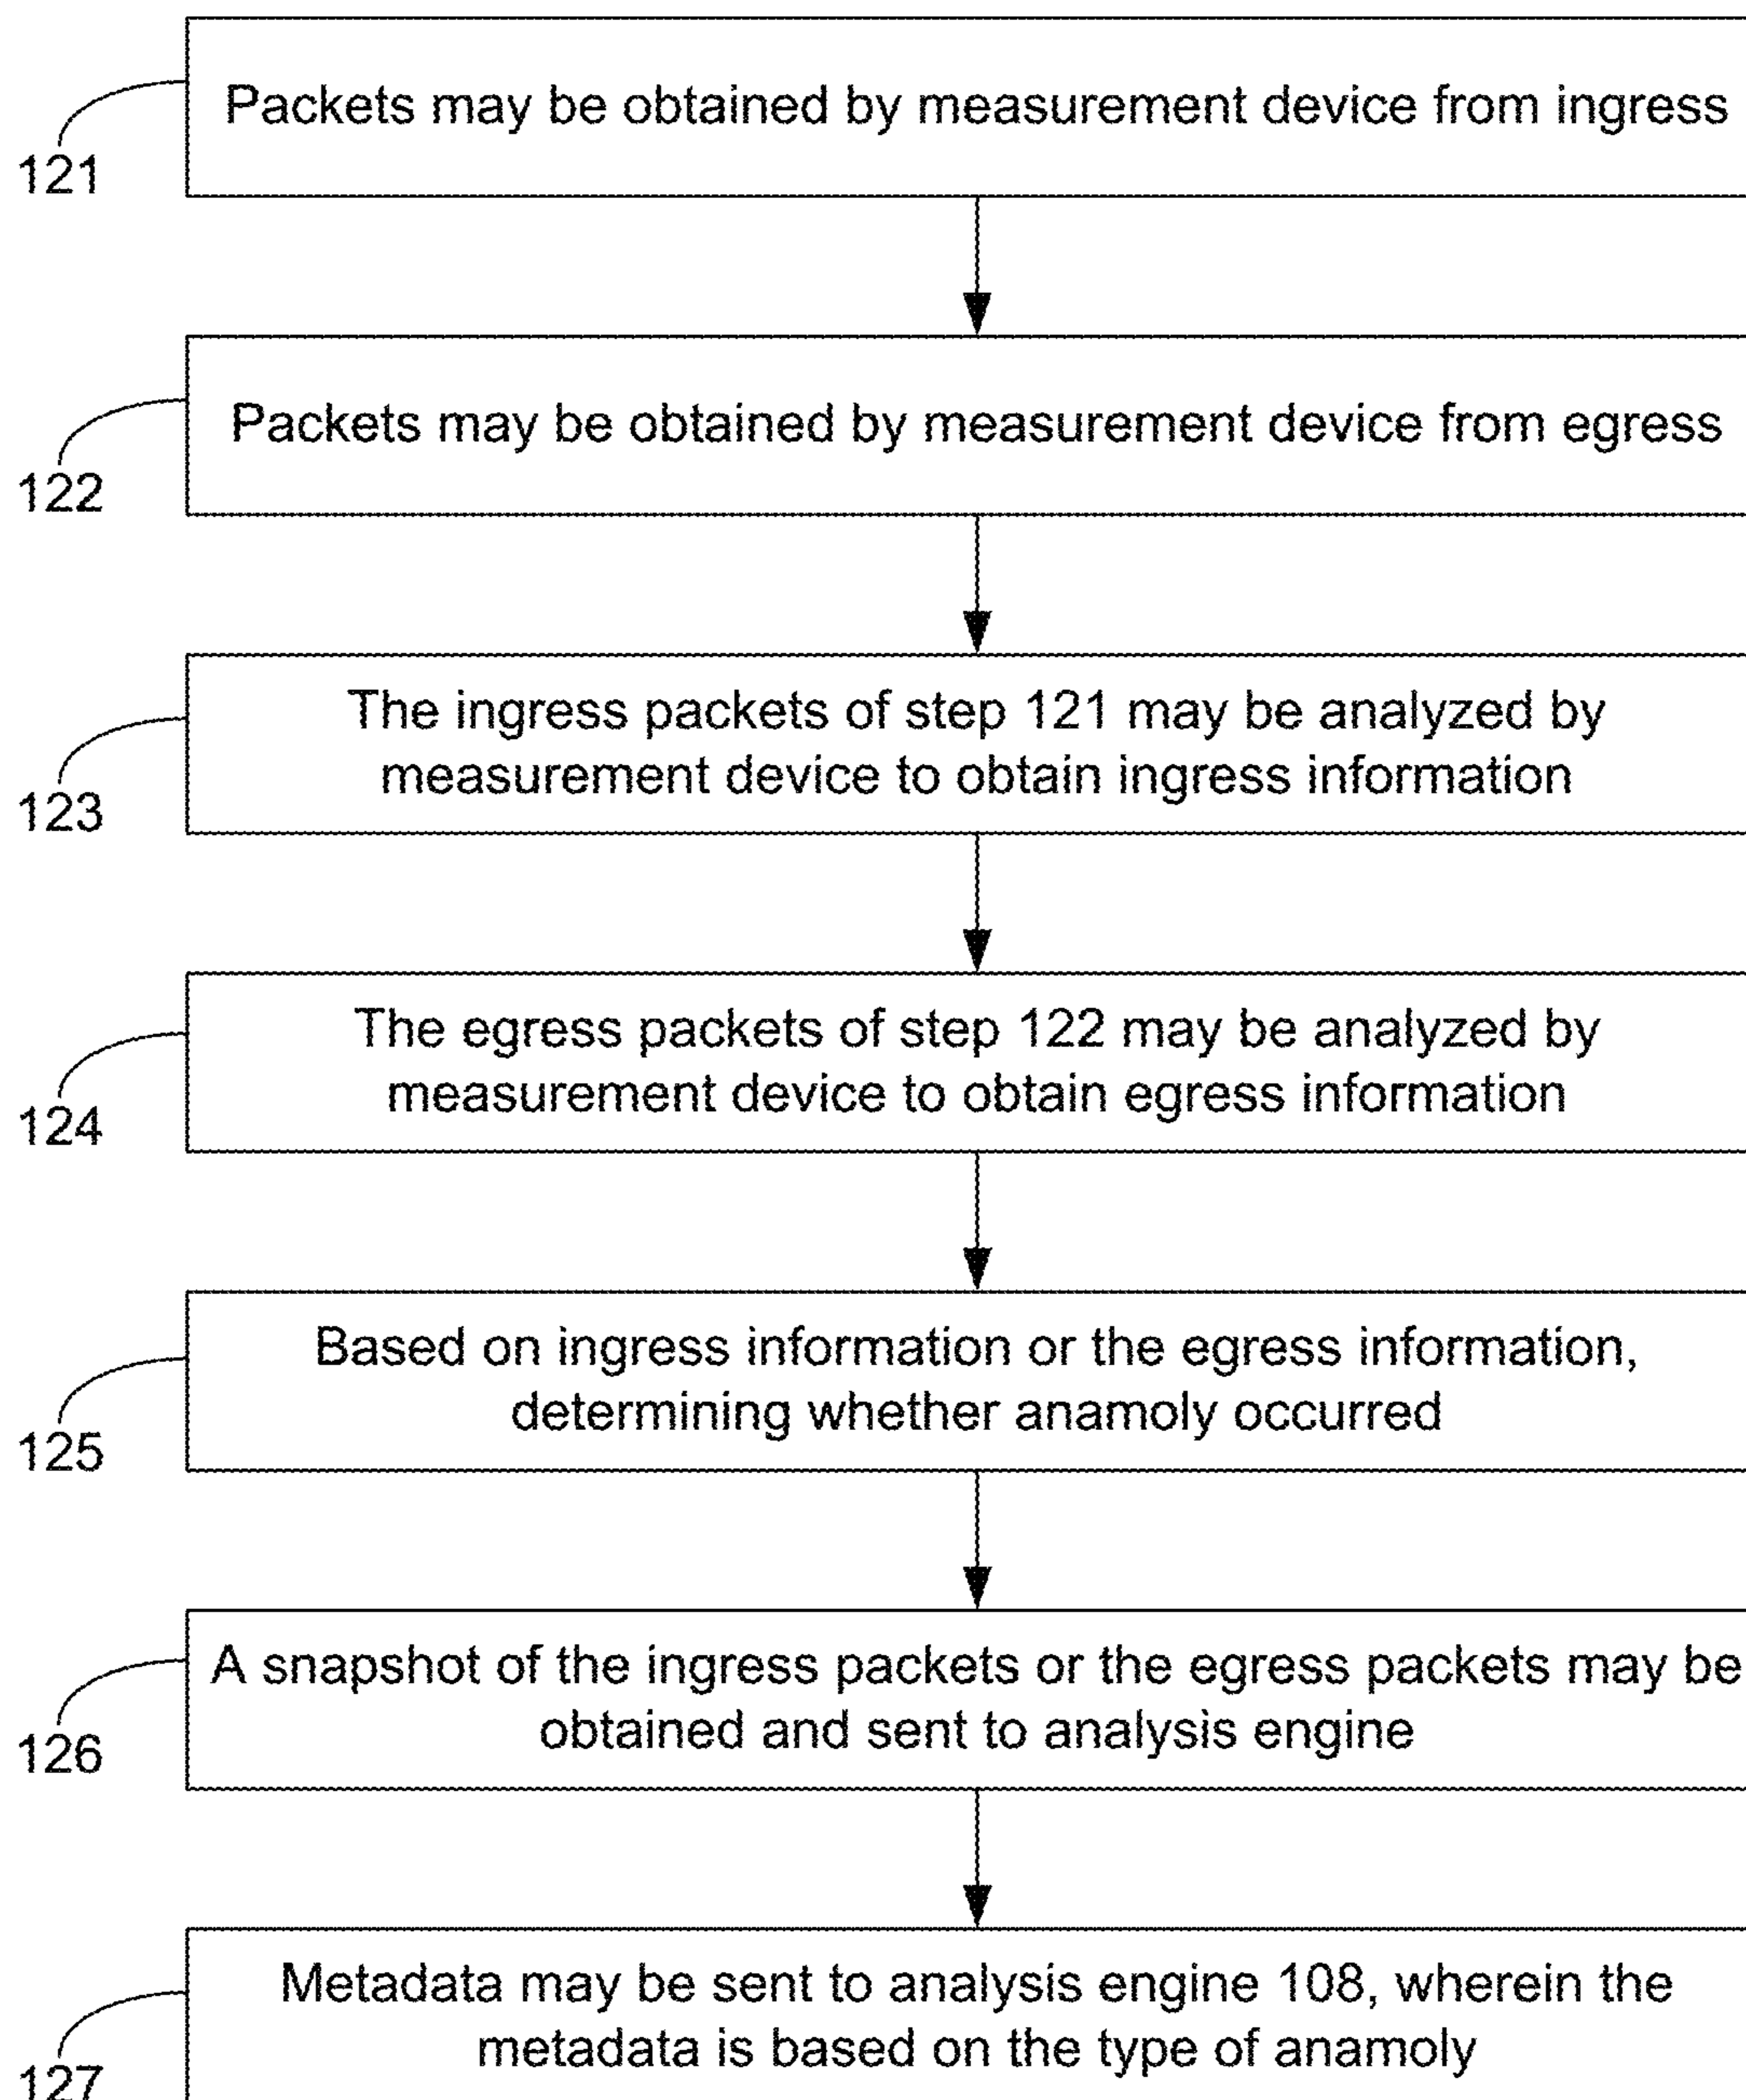 Packets may be obtained by measurement device from ingress
121
Packets may be obtained by measurement device from egress
122
The ingress packets of step 121 may be analyzed by
measurement device to obtain ingress information
123
The egress packets of step 122 may be analyzed by
measurement device to obtain egress information
124
Based on ingress information or the egress information,
determining whether anamoly occurred
125
A snapshot of the ingress packets or the egress packets may be
obtained and sent to analysis engine
126
Metadata may be sent to analysis engine 108, wherein the
metadata is based on the type of anamoly
127